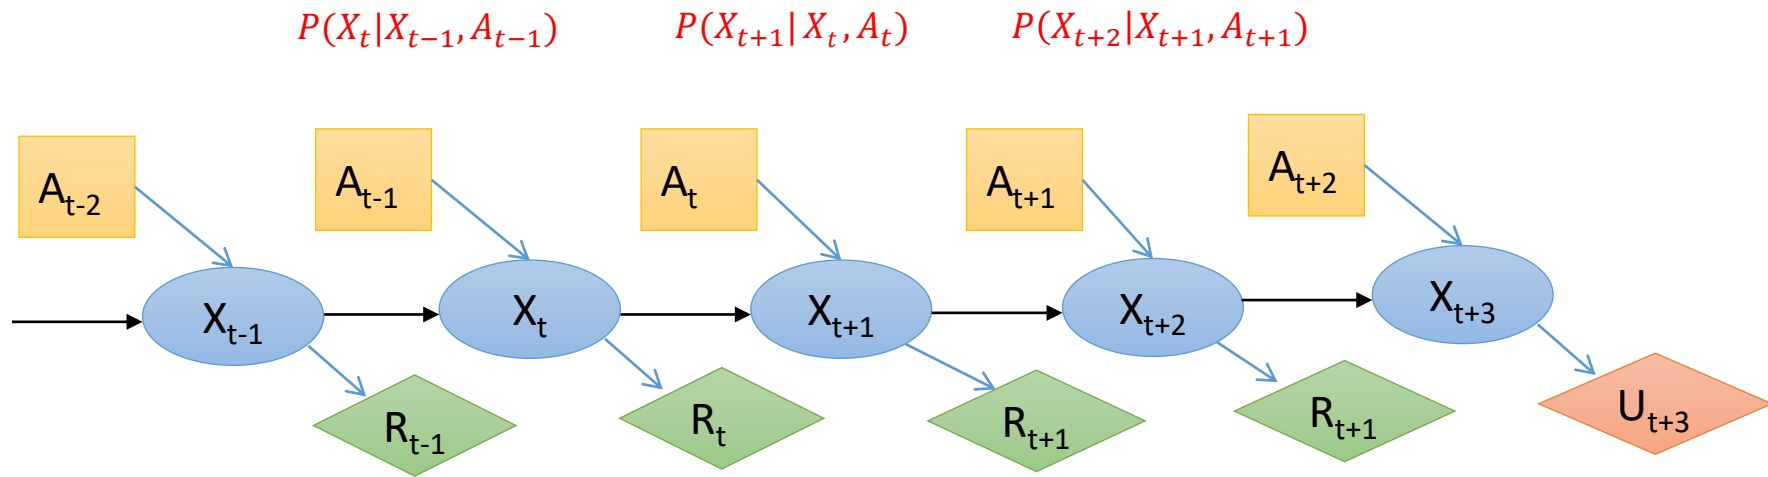 P(X_t|X_{t-1}, A_{t-1}) P(X_{t+1}|X_t, A_t) P(X_{t+2}|X_{t+1}, A_{t+1})
A_{t-2} A_{t-1} A_t A_{t+1} A_{t+2}
X_{t-1} X_t X_{t+1} X_{t+2} X_{t+3}
R_{t-1} R_t R_{t+1} R_{t+1} U_{t+3}